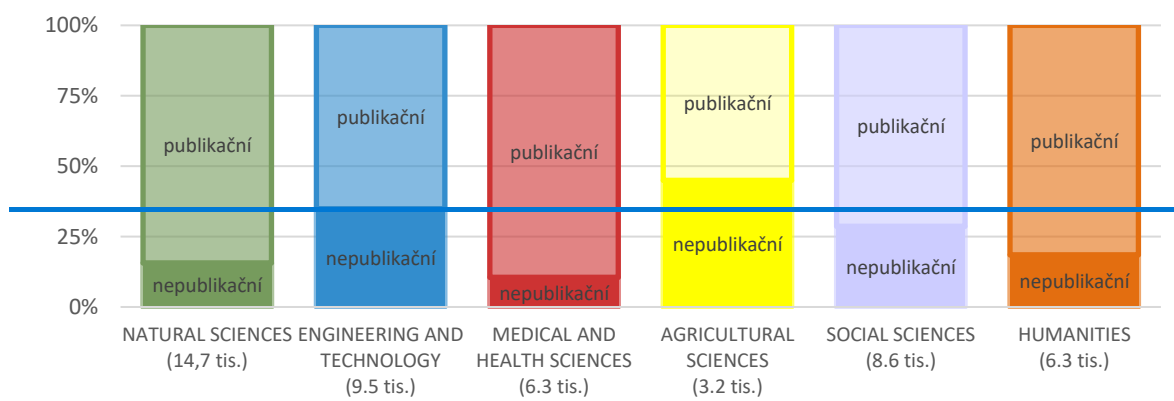 100%
75%
50%
25%
0%
publikační
publikační
publikační
publikační
publikační
publikační
nepublikační
nepublikační
nepublikační
nepublikační
nepublikační
nepublikační
NATURAL SCIENCES
(14,7 tis.)
ENGINEERING AND
TECHNOLOGY
(9.5 tis.)
MEDICAL AND
HEALTH SCIENCES
(6.3 tis.)
AGRICULTURAL
SCIENCES
(3.2 tis.)
SOCIAL SCIENCES
(8.6 tis.)
HUMANITIES
(6.3 tis.)